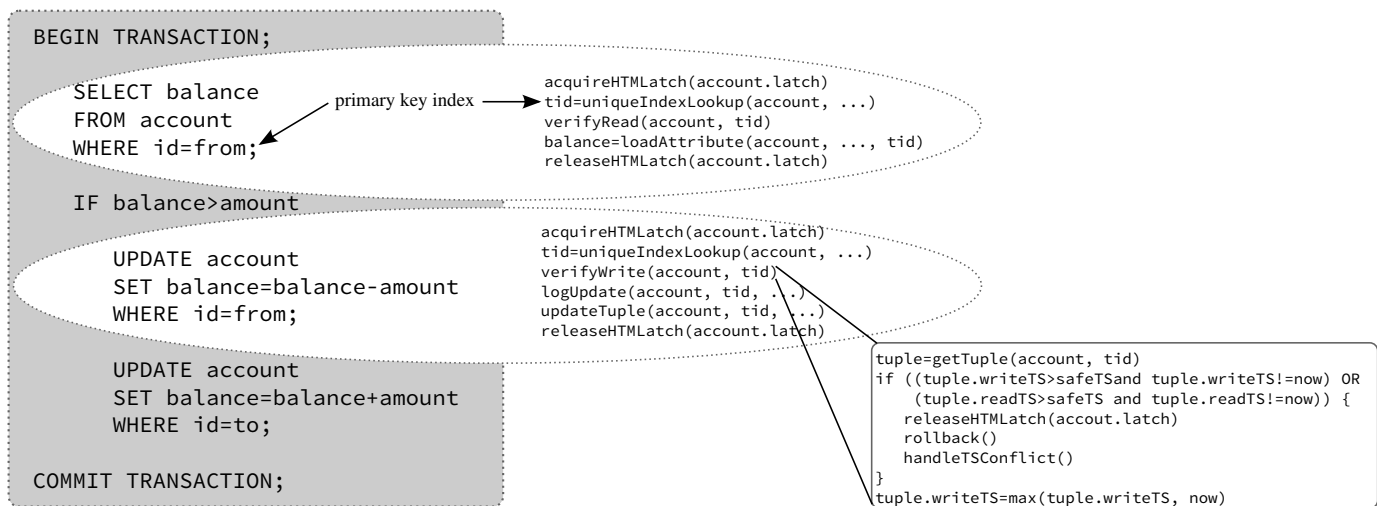 BEGIN TRANSACTION;
SELECT balance
FROM account
WHERE id=from;
primary key index
acquireHTMLatch(account.latch)
tid=uniqueIndexLookup(account, ...)
verifyRead(account, tid)
balance=loadAttribute(account, ..., tid)
releaseHTMLatch(account.latch)
IF balance>amount
UPDATE account
SET balance=balance-amount
WHERE id=from;
acquireHTMLatch(account.latch)
tid=uniqueIndexLookup(account, ...)
verifyWrite(account, tid)
logUpdate(account, tid, ...)
updateTuple(account, tid, ...)
releaseHTMLatch(account.latch)
UPDATE account
SET balance=balance+amount
WHERE id=to;
COMMIT TRANSACTION;
tuple=getTuple(account, tid)
if ((tuple.writeTS>safeTSand tuple.writeTS!=now) OR
(tuple.readTS>safeTS and tuple.readTS!=now)) {
releaseHTMLatch(accout.latch)
rollback()
handleTSConflict()
}
tuple.writeTS=max(tuple.writeTS, now)